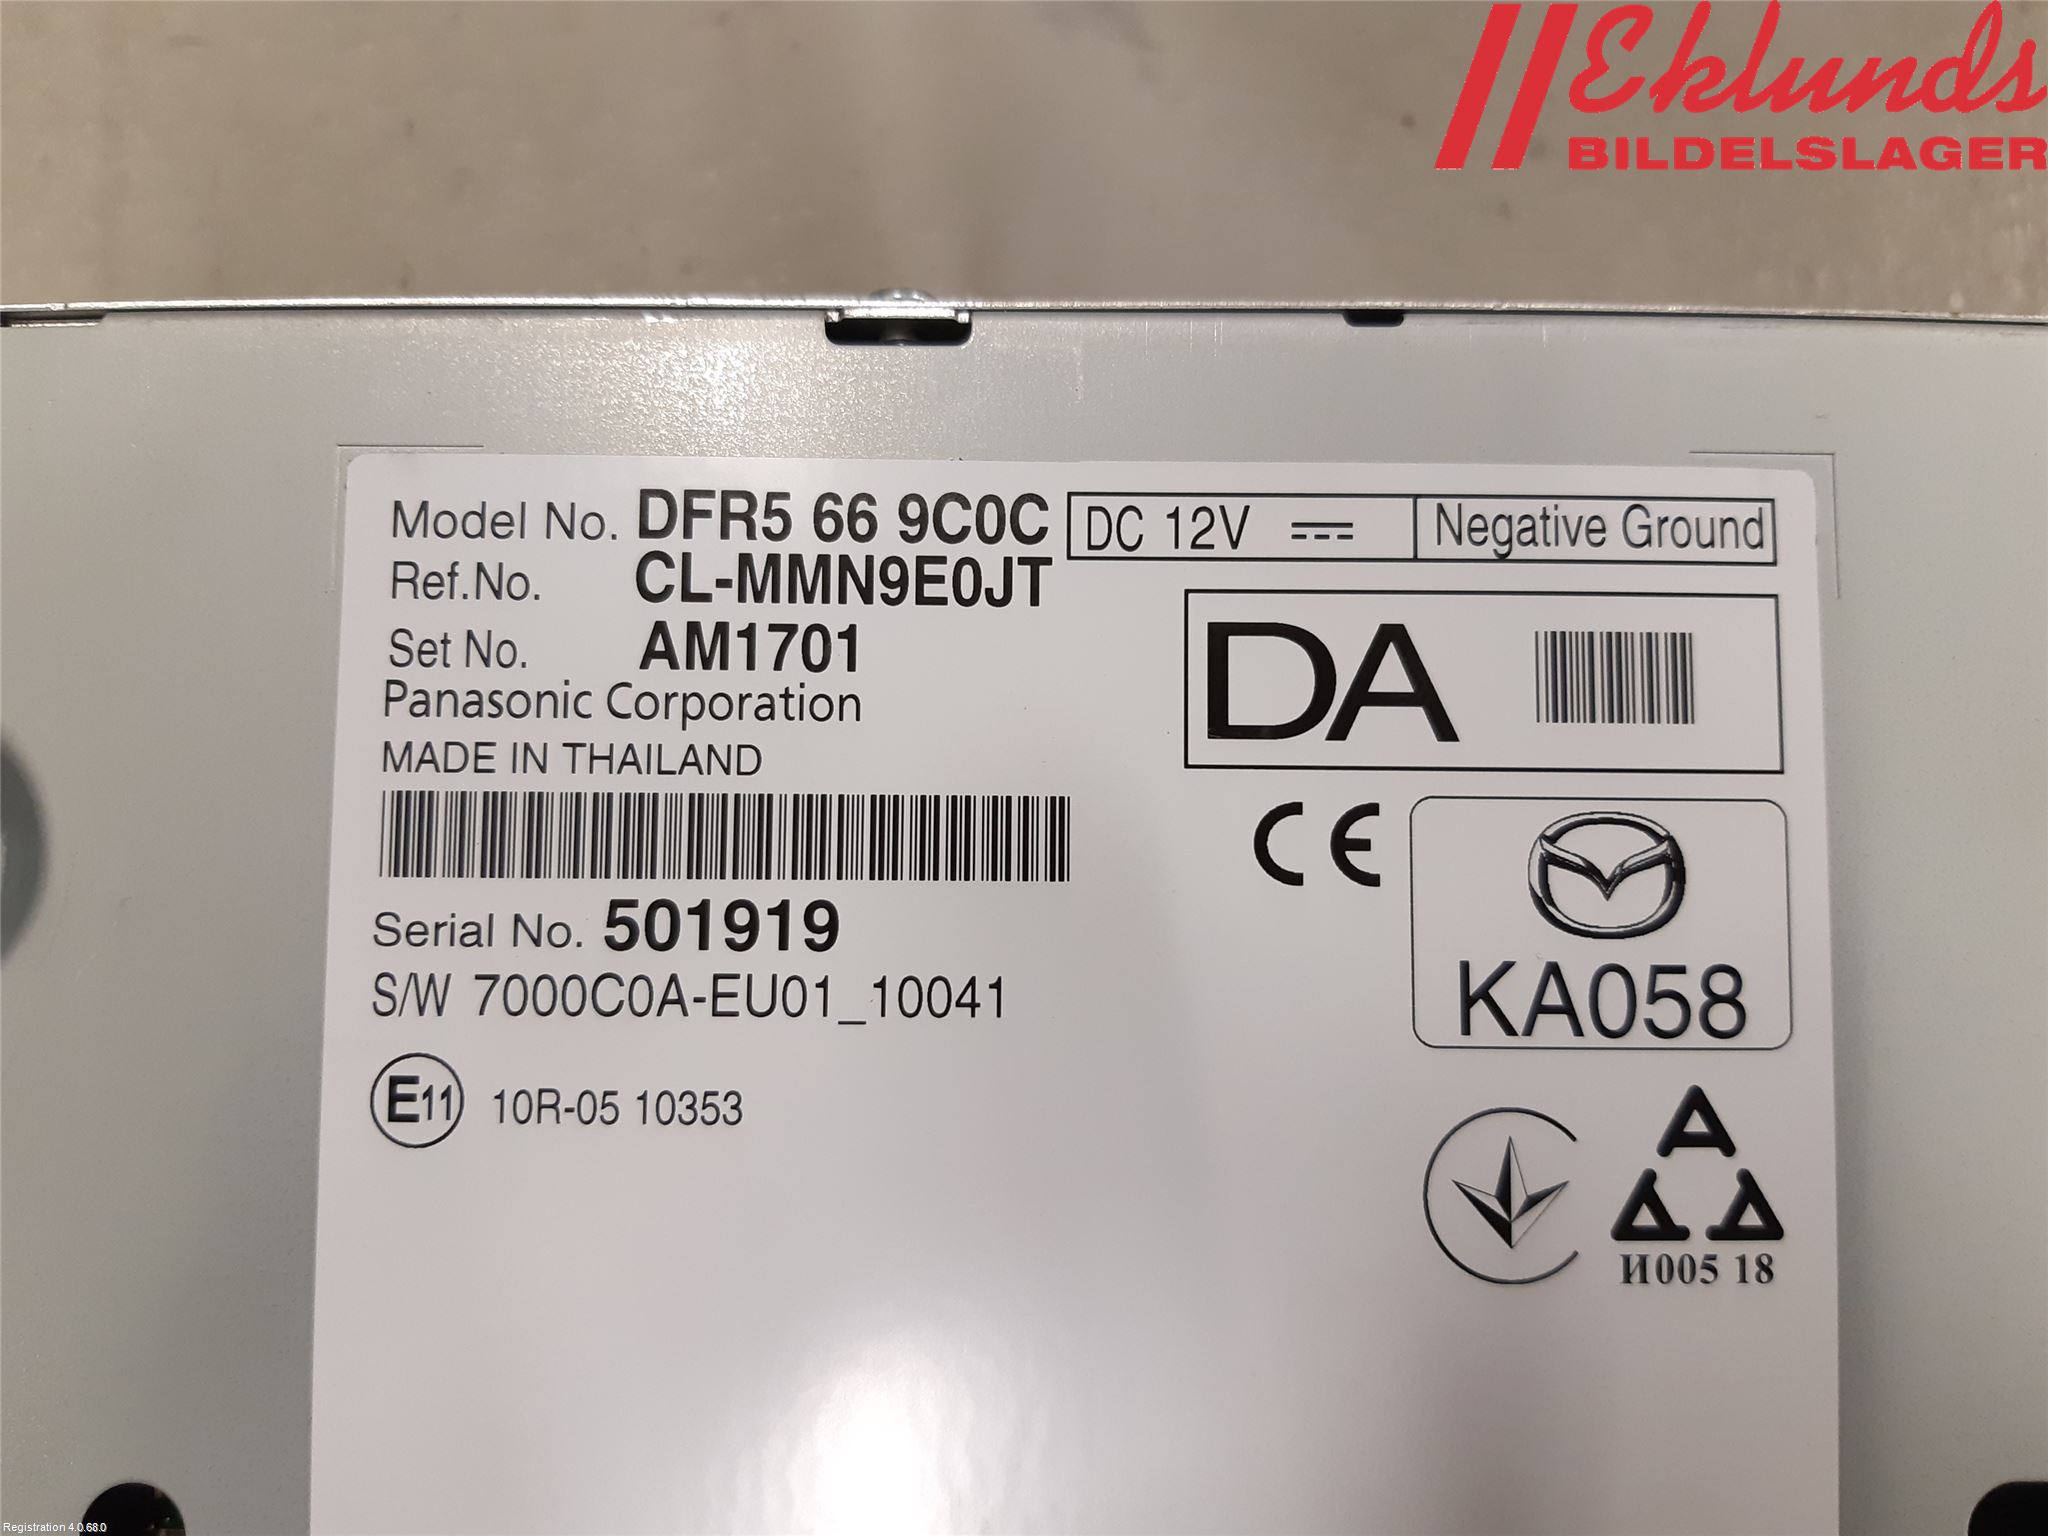 Eklunds
BILDELSLAGER
Model No. DFR5 66 9C0C
DC 12V
Negative Ground
Ref.No. CL-MMN9E0JT
Set No. AM1701
Panasonic Corporation
MADE IN THAILAND
DA
CE
Serial No. 501919
S/W 7000C0A-EU01_10041
KA058
E11 10R-05 10353
И005 18
Registration 4.0.68.0